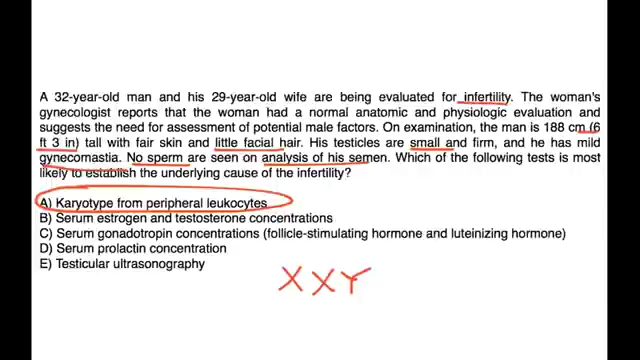 A 32-year-old man and his 29-year-old wife are being evaluated for infertility. The woman's
gynecologist reports that the woman had a normal anatomic and physiologic evaluation and
suggests the need for assessment of potential male factors. On examination, the man is 188 cm (6
ft 3 in) tall with fair skin and little facial hair. His testicles are small and firm, and he has mild
gynecomastia. No sperm are seen on analysis of his semen. Which of the following tests is most
likely to establish the underlying cause of the infertility?
A) Karyotype from peripheral leukocytes
B) Serum estrogen and testosterone concentrations
C) Serum gonadotropin concentrations (follicle-stimulating hormone and luteinizing hormone)
D) Serum prolactin concentration
E) Testicular ultrasonography
XXY